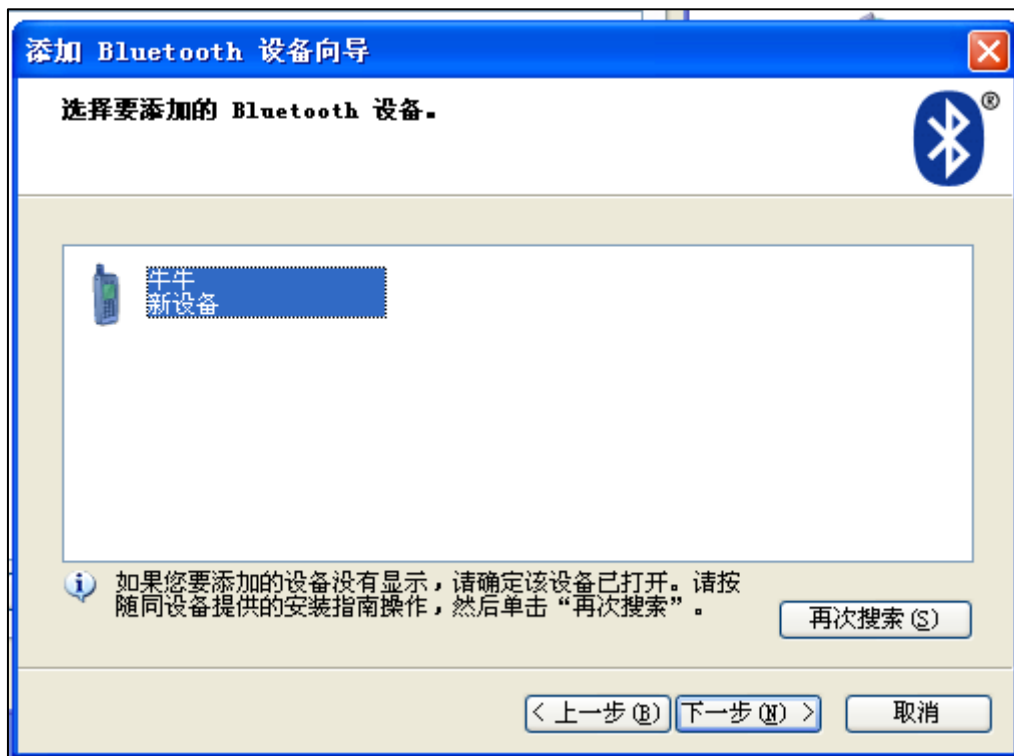 添加 Bluetooth 设备向导
选择要添加的 Bluetooth 设备。
®
牛牛
新设备
如果您要添加的设备没有显示，请确定该设备已打开。请按
随同设备提供的安装指南操作，然后单击“再次搜索”。
再次搜索(S)
< 上一步(B)
下一步(N) >
取消